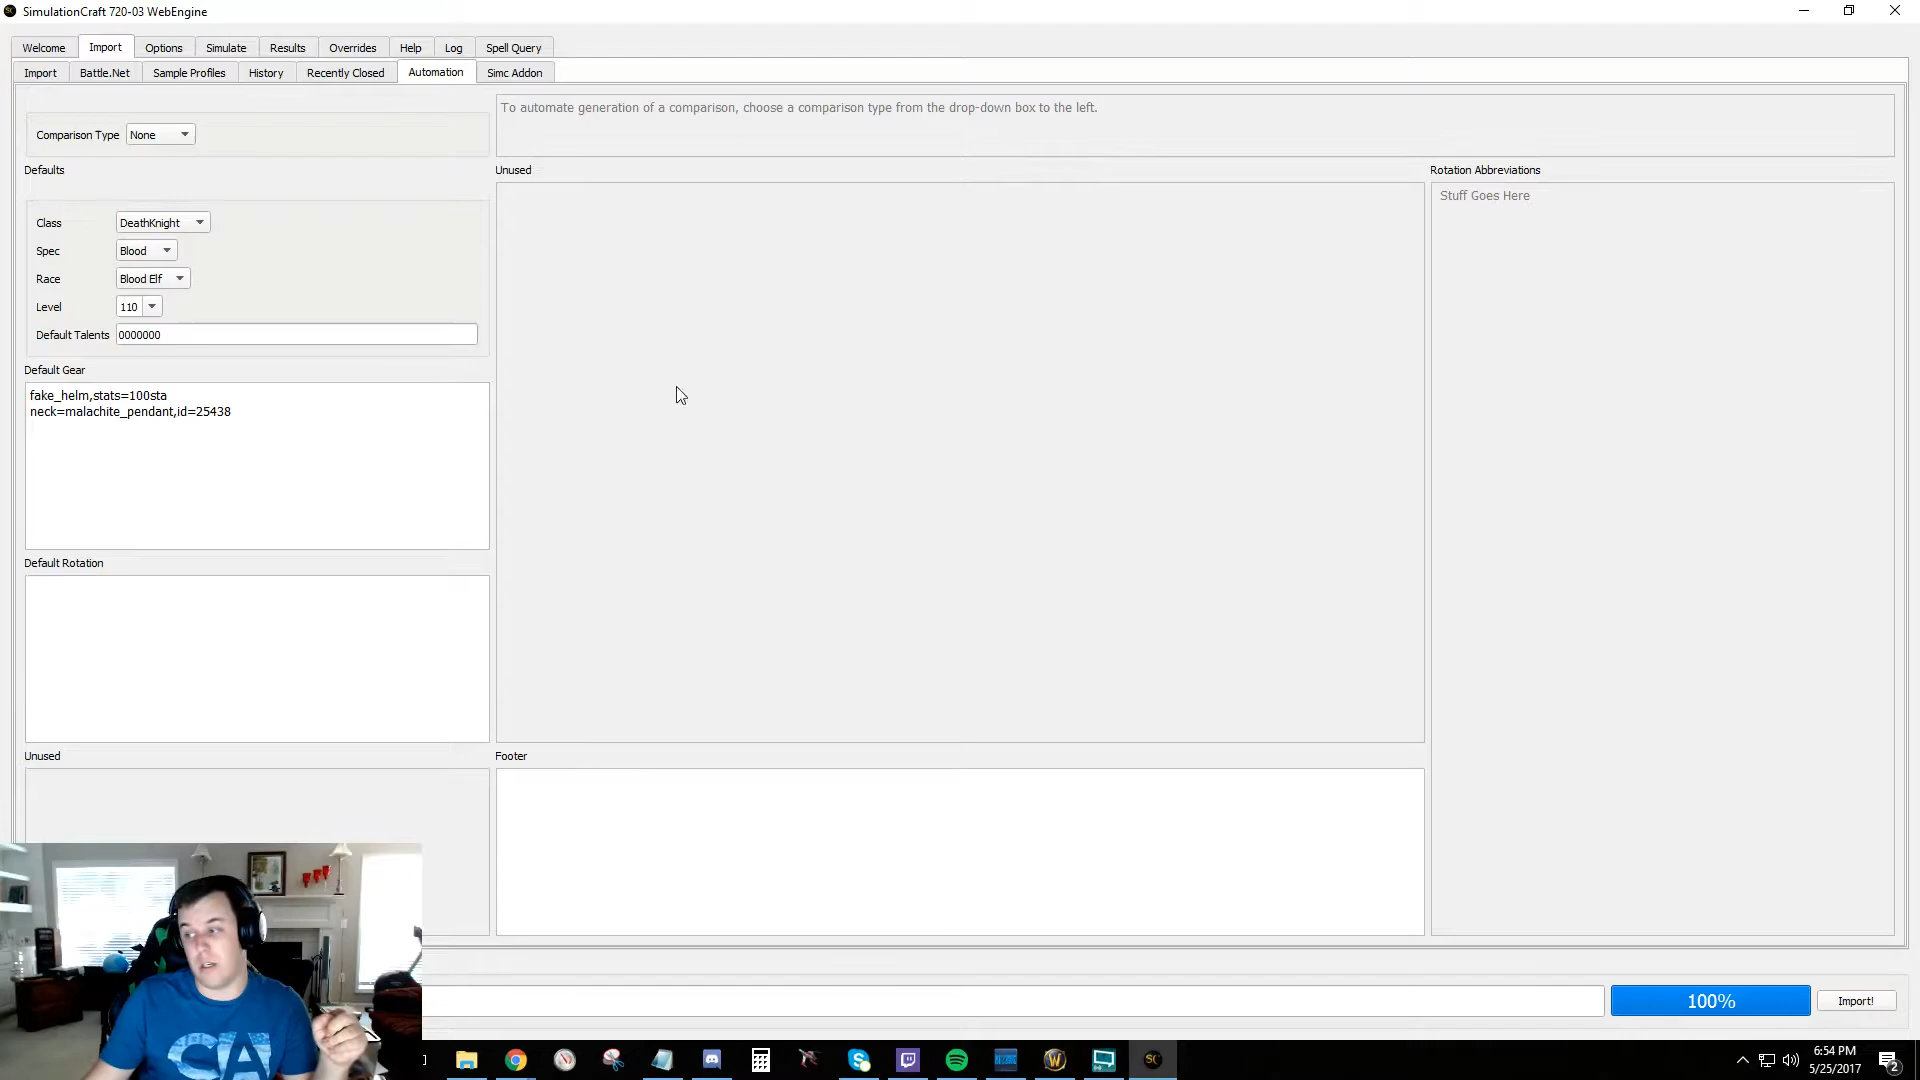 SimulationCraft 720-03 WebEngine
Welcome Import Options Simulate Results Overrides Help Log Spell Query
Import Battle.Net Sample Profiles History Recently Closed Automation Simc Addon
To automate generation of a comparison, choose a comparison type from the drop-down box to the left.
Comparison Type None
Defaults
Unused
Rotation Abbreviations
Stuff Goes Here
Class DeathKnight
Spec Blood
Race Blood Elf
Level 110
Default Talents 0000000
Default Gear
fake_helm,stats=100sta
neck=malachite_pendant,id=25438
Default Rotation
Unused
Footer
100%
Import!
CA
SC
6:54 PM
5/25/2017
2